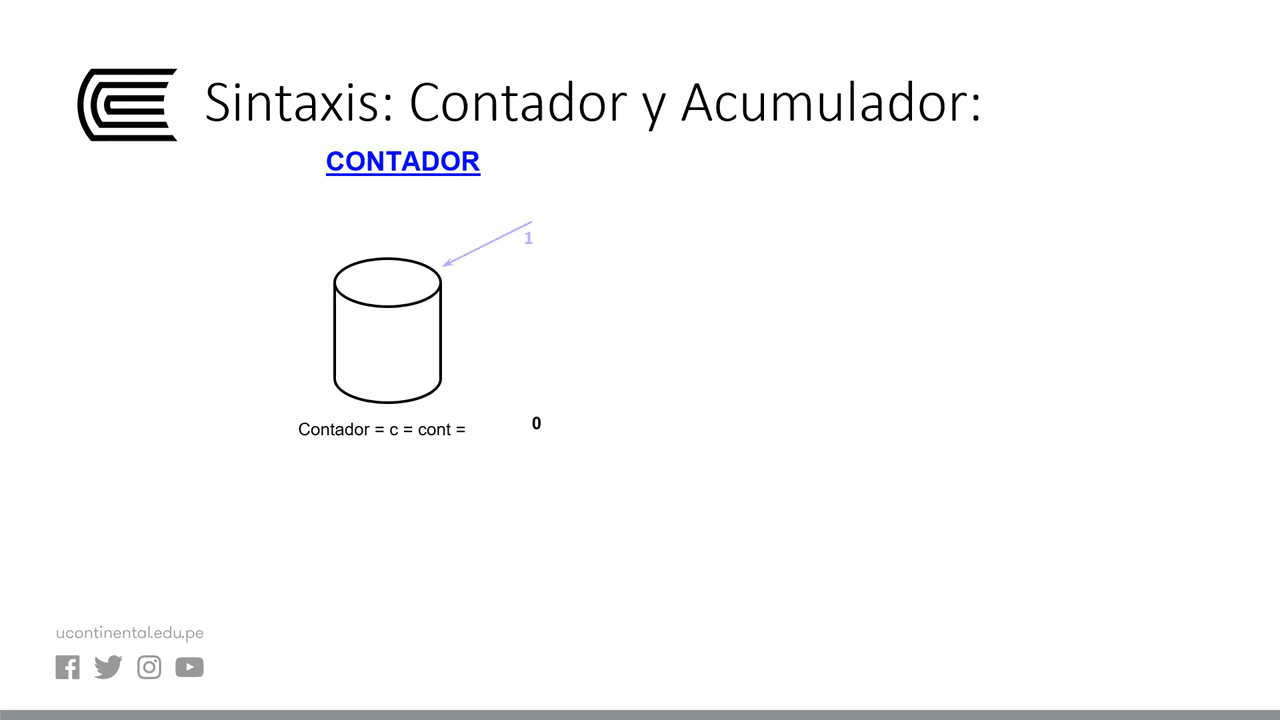 Sintaxis: Contador y Acumulador:
CONTADOR
1
Contador = c = cont =
0
ucontinental.edu.pe